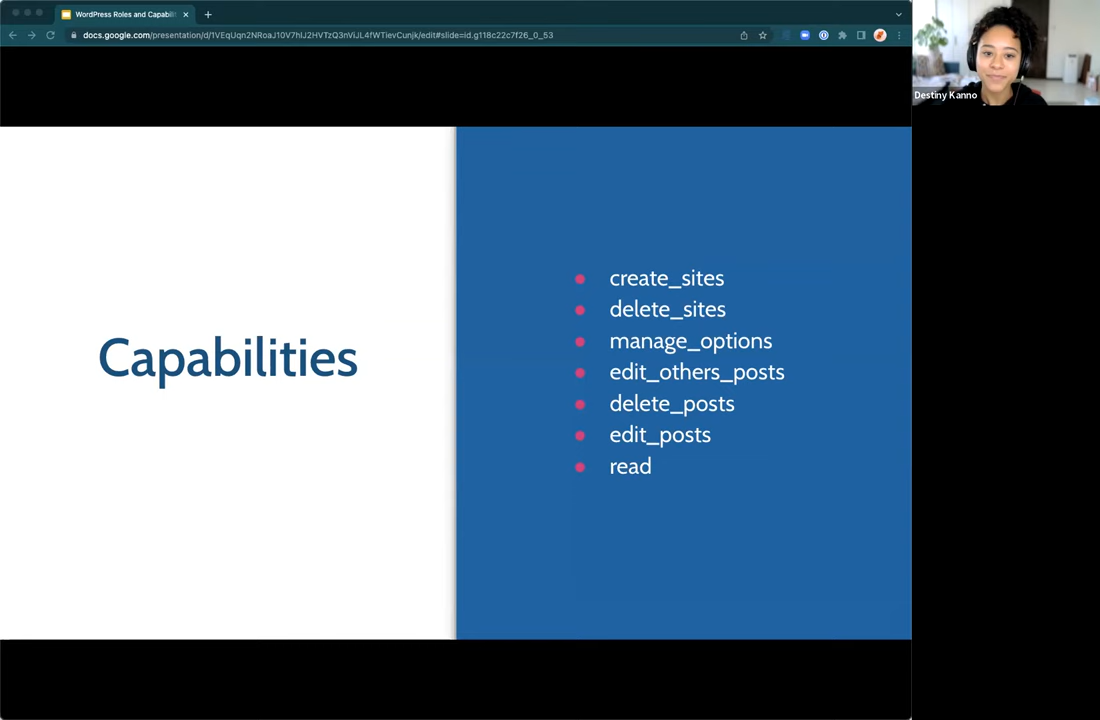 WordPress Roles and Capabili
docs.google.com/presentation/d/1VEqUqn2NRoaJ10V7hIJ2HVTzQ3nViJL4fWTievCunjk/edit#slide=id.g118c22c7f26_0_53
Destiny Kanno
Capabilities
create_sites
delete_sites
manage_options
edit_others_posts
delete_posts
edit_posts
read